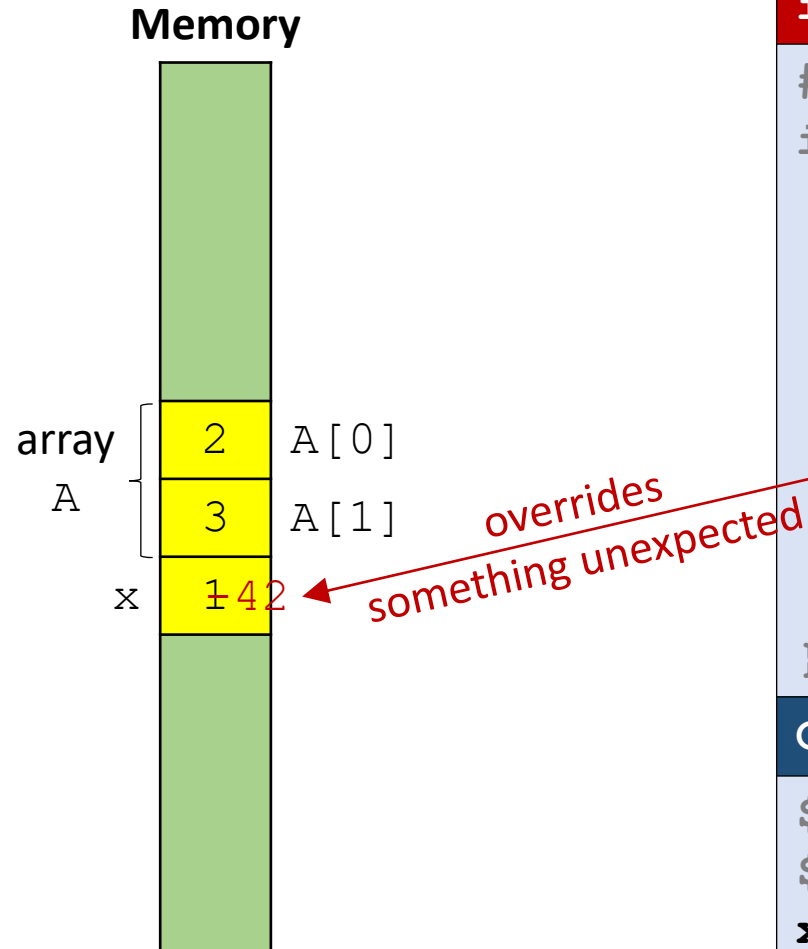 Memory
array
A
2
A[0]
3
A[1]
x
1
42
overrides
something unexpected
#
$
$